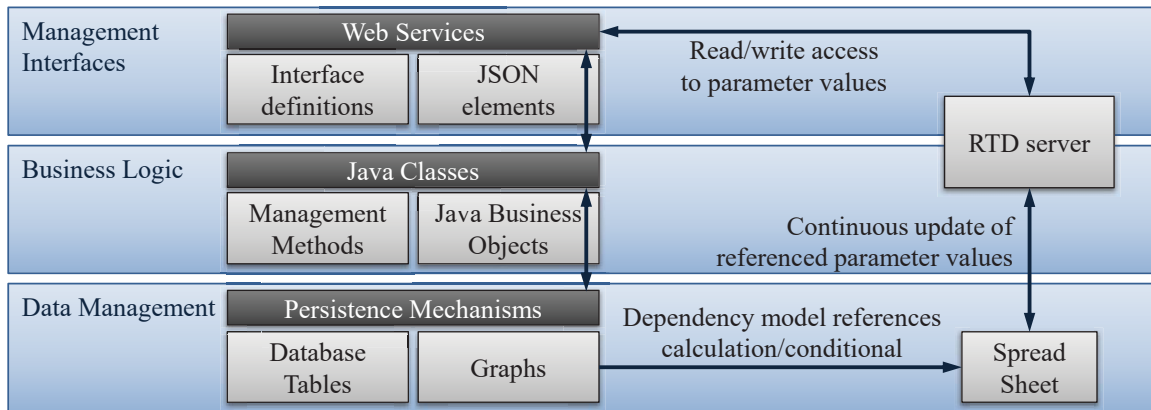 Management
Interfaces
Web Services
Interface
definitions
JSON
elements
Read/write access
to parameter values
RTD server
Business Logic
Java Classes
Management
Methods
Java Business
Objects
Continuous update of
referenced parameter values
Data Management
Persistence Mechanisms
Database
Tables
Graphs
Dependency model references
calculation/conditional
Spread
Sheet